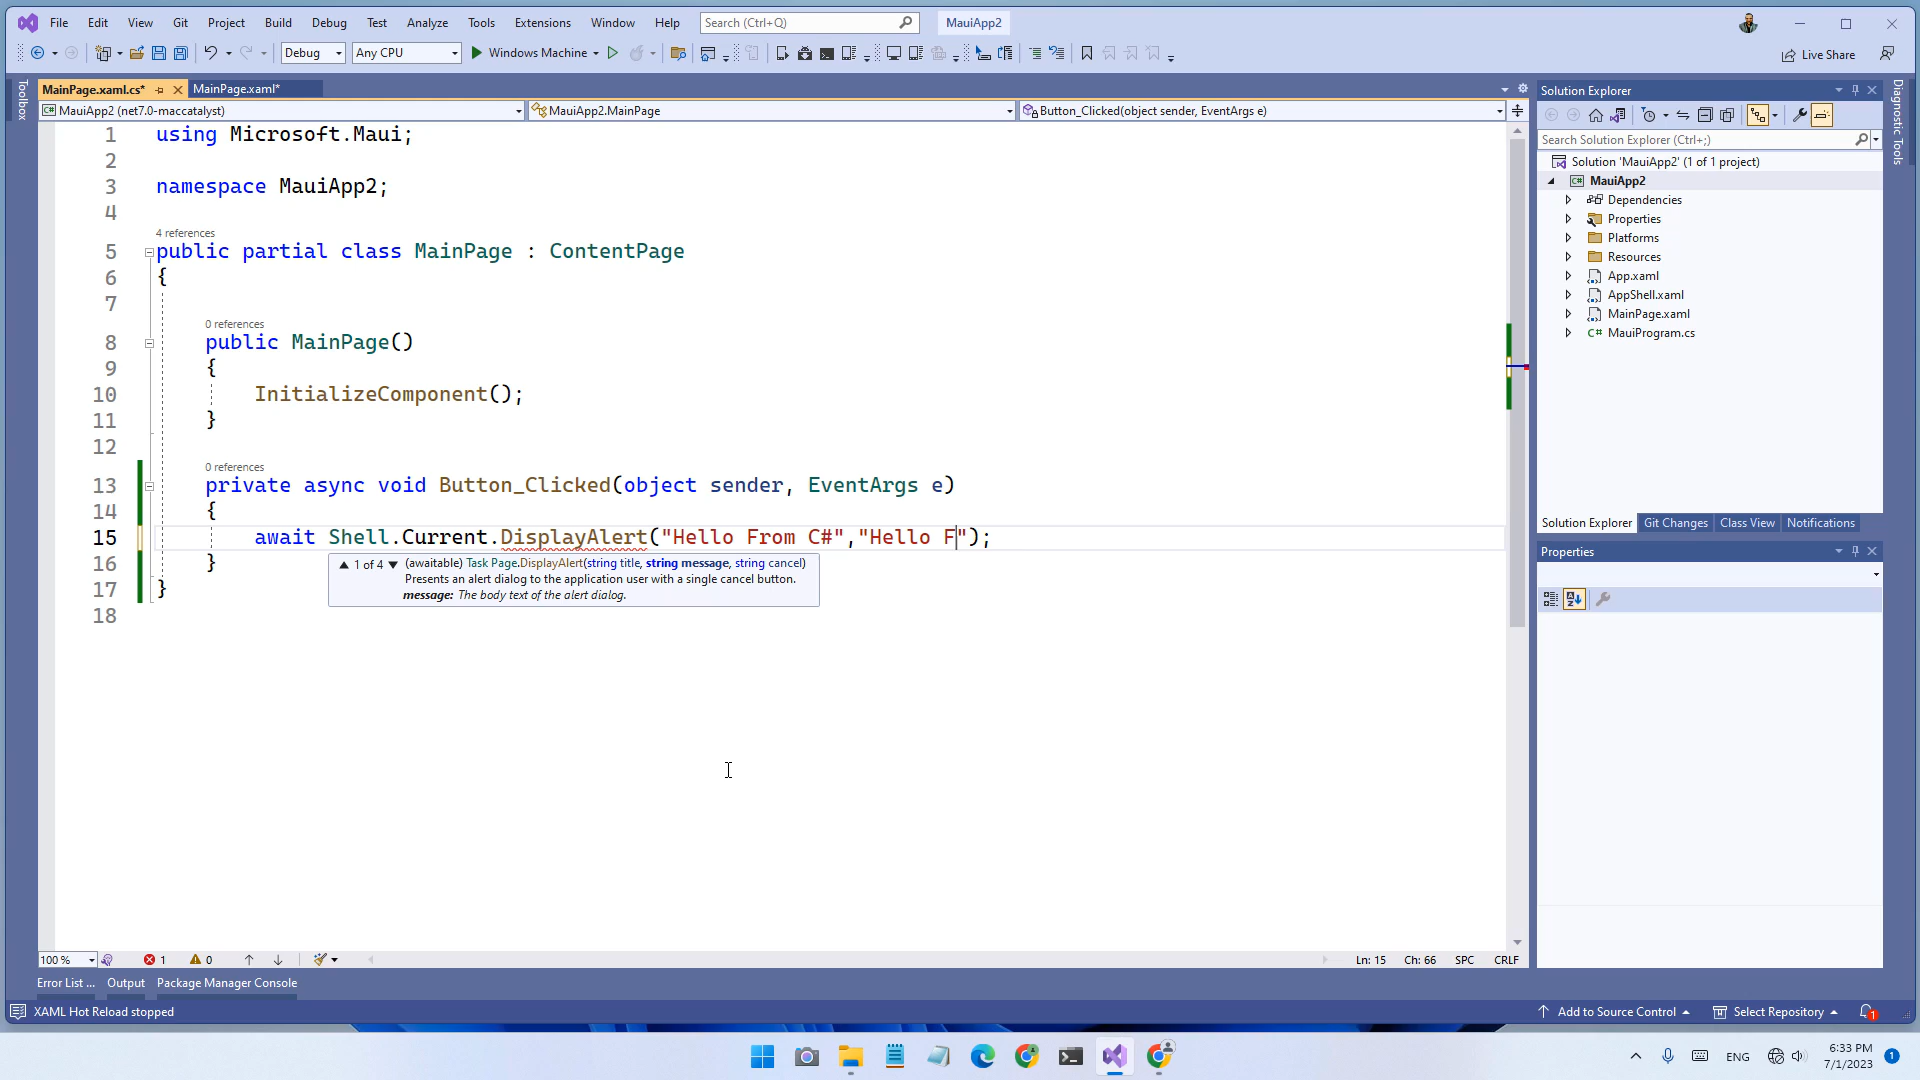 File Edit View Git Project Build Debug Test Analyze Tools Extensions Window Help Search (Ctrl+Q) MauiApp2
Debug Any CPU Windows Machine Live Share
MainPage.xaml.cs* MainPage.xaml*
MauiApp2 (net7.0-maccatalyst) MauiApp2.MainPage Button_Clicked(object sender, EventArgs e)
Toolbox
1 using Microsoft.Maui;
2
3 namespace MauiApp2;
4
4 references
5 public partial class MainPage : ContentPage
6 {
7
0 references
8 public MainPage()
9 {
10 InitializeComponent();
11 }
12
0 references
13 private async void Button_Clicked(object sender, EventArgs e)
14 {
15 await Shell.Current.DisplayAlert("Hello From C#","Hello F");
16 }
17 }
18
1 of 4 (awaitable) Task Page.DisplayAlert(string title, string message, string cancel)
Presents an alert dialog to the application user with a single cancel button.
message: The body text of the alert dialog.
100 % 1 0 Ln: 15 Ch: 66 SPC CRLF
Error List ... Output Package Manager Console
Solution Explorer
Search Solution Explorer (Ctrl+;)
Solution 'MauiApp2' (1 of 1 project)
C# MauiApp2
Dependencies
Properties
Platforms
Resources
App.xaml
AppShell.xaml
MainPage.xaml
C# MauiProgram.cs
Solution Explorer Git Changes Class View Notifications
Properties
Diagnostic Tools
XAML Hot Reload stopped Add to Source Control Select Repository 1
ENG 6:33 PM
7/1/2023 1